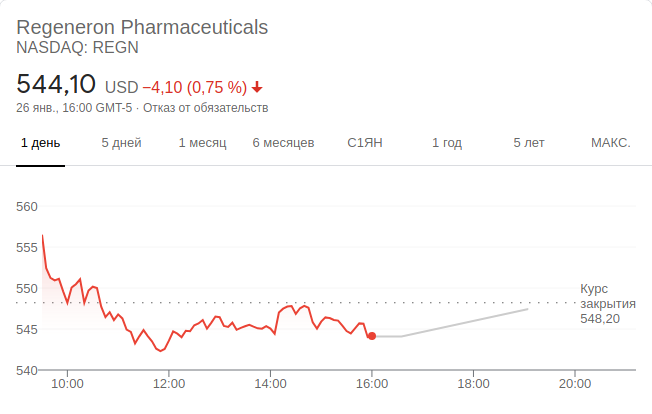 Regeneron Pharmaceuticals
NASDAQ: REGN
544,10 USD −4,10 (0,75 %)
26 янв., 16:00 GMT-5 · Отказ от обязательств
1 день 5 дней 1 месяц 6 месяцев С1ЯН 1 год 5 лет МАКС.
560
555
550
545
540
Курс
закрытия
548,20
10:00 12:00 14:00 16:00 18:00 20:00